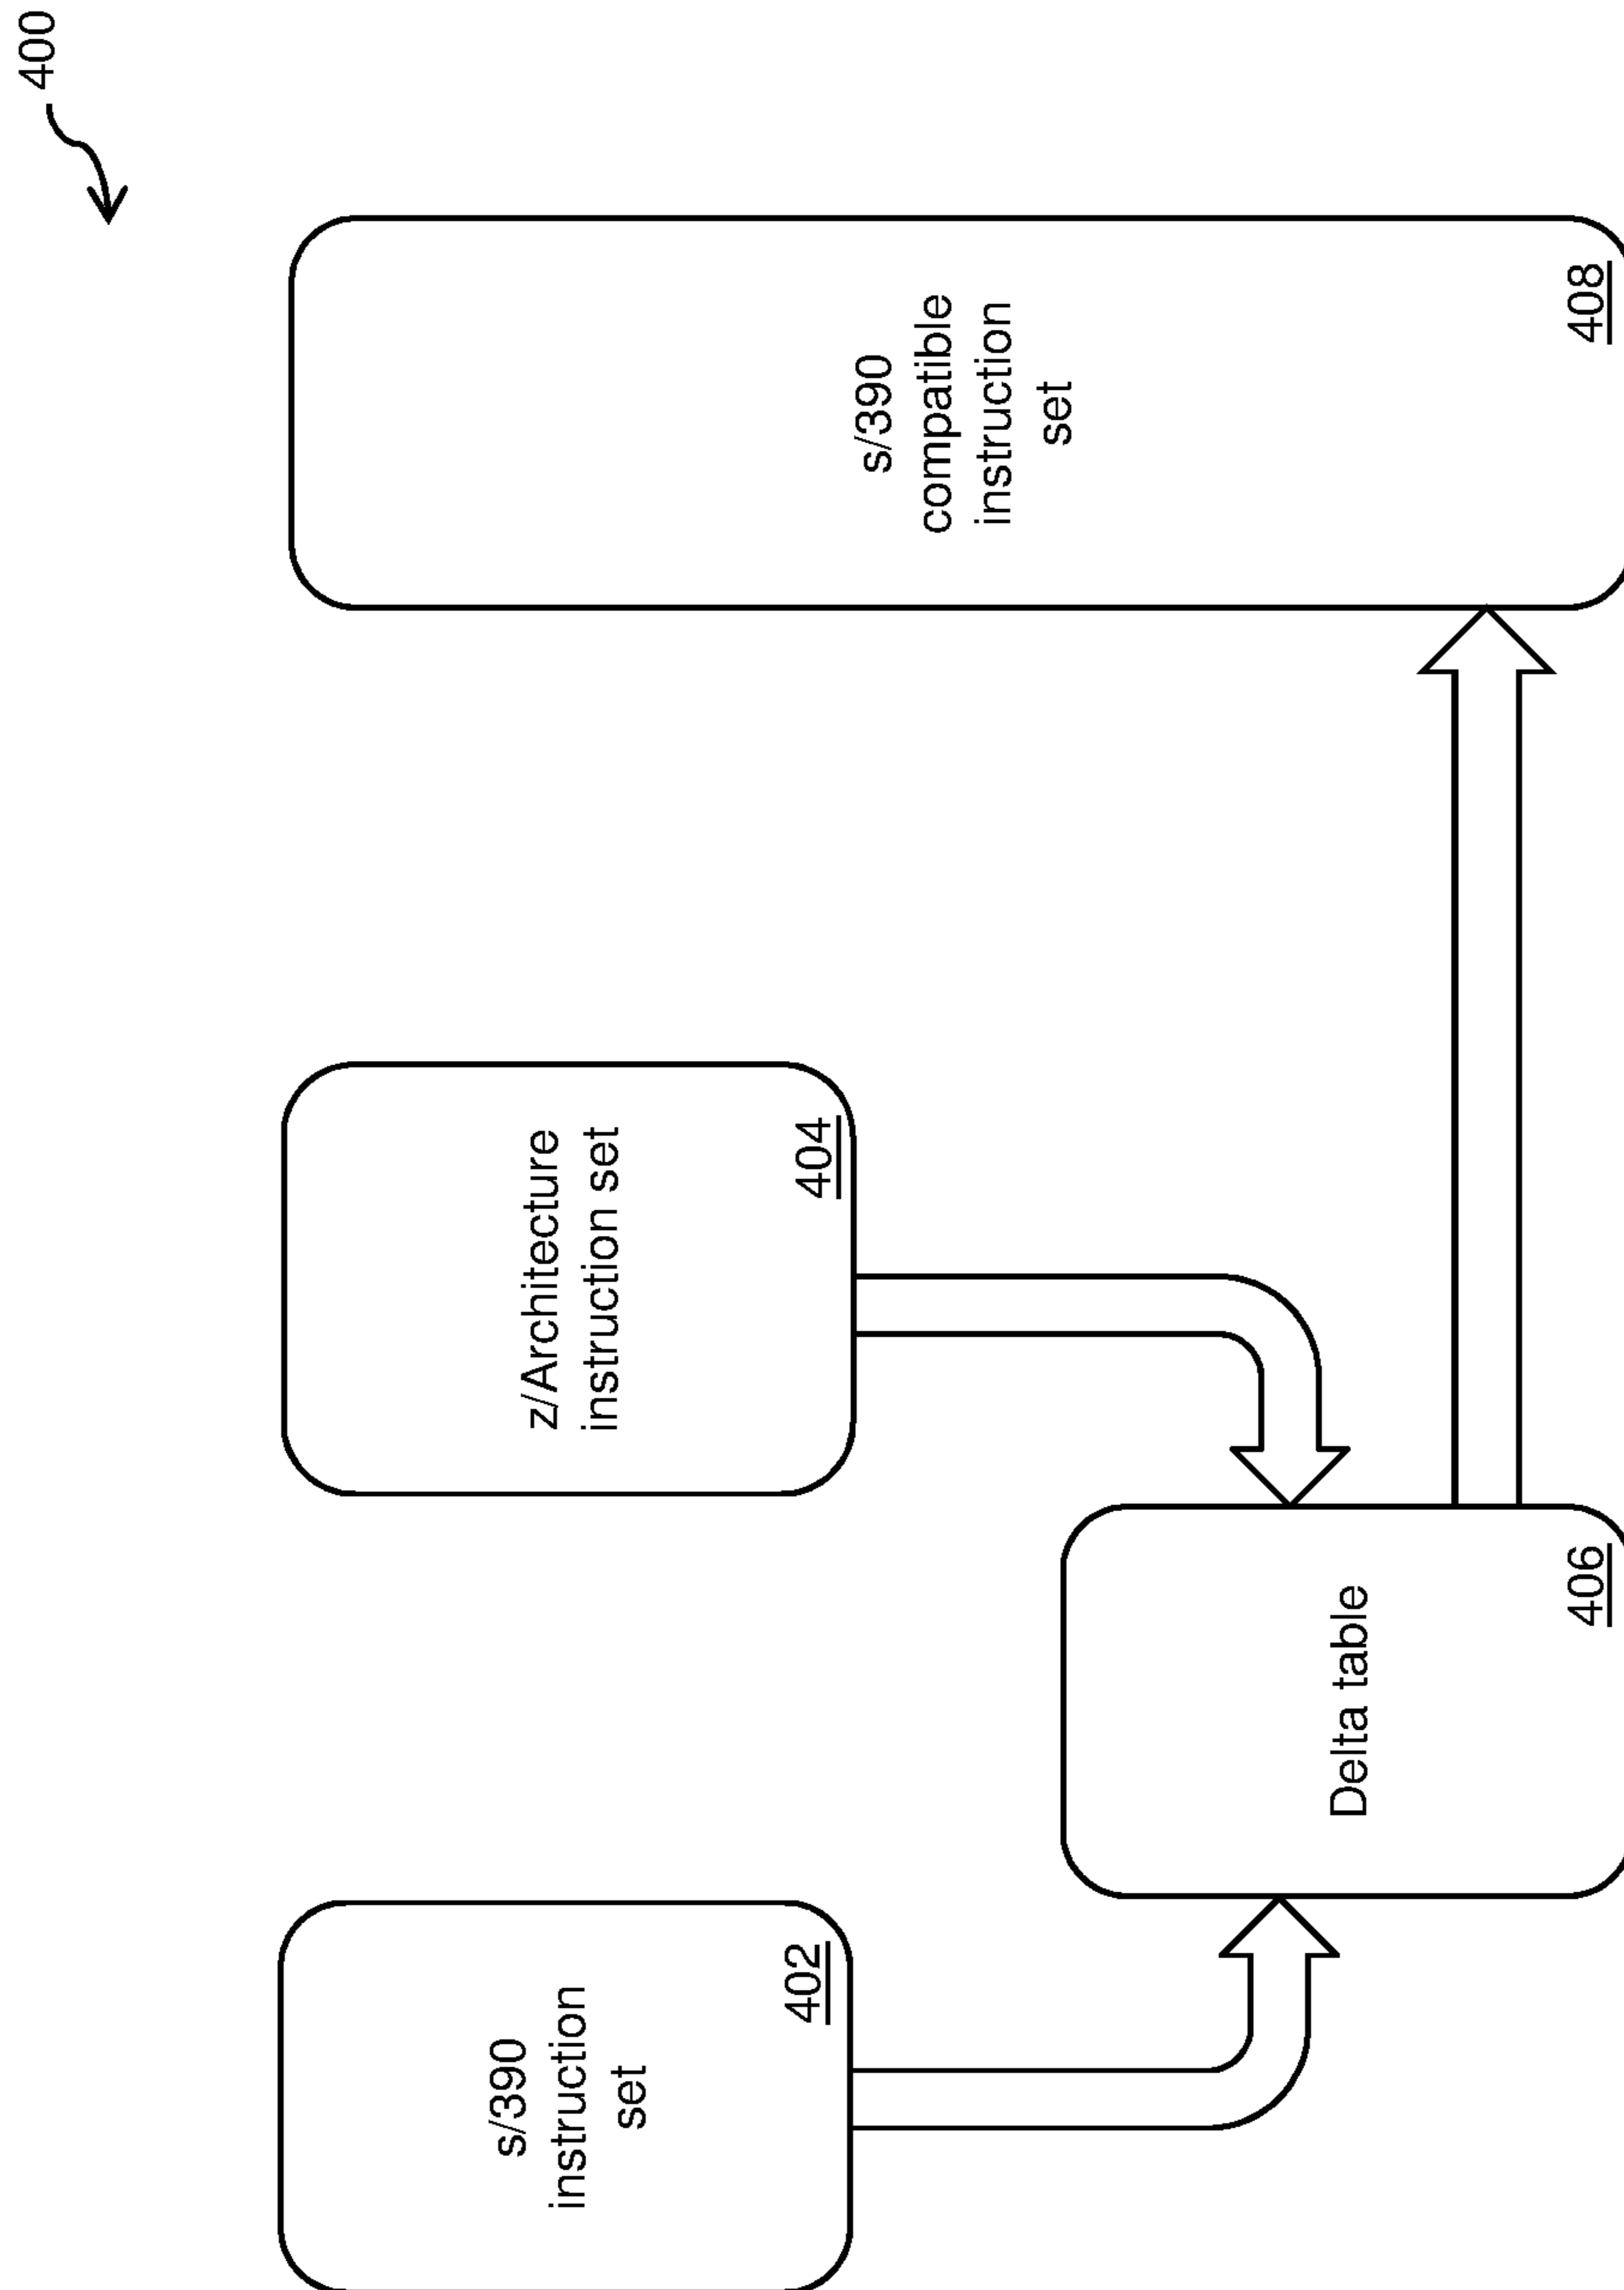 400
s/390
instruction
set
402
z/Architecture
instruction set
404
s/390
compatible
instruction
set
408
Delta table
406